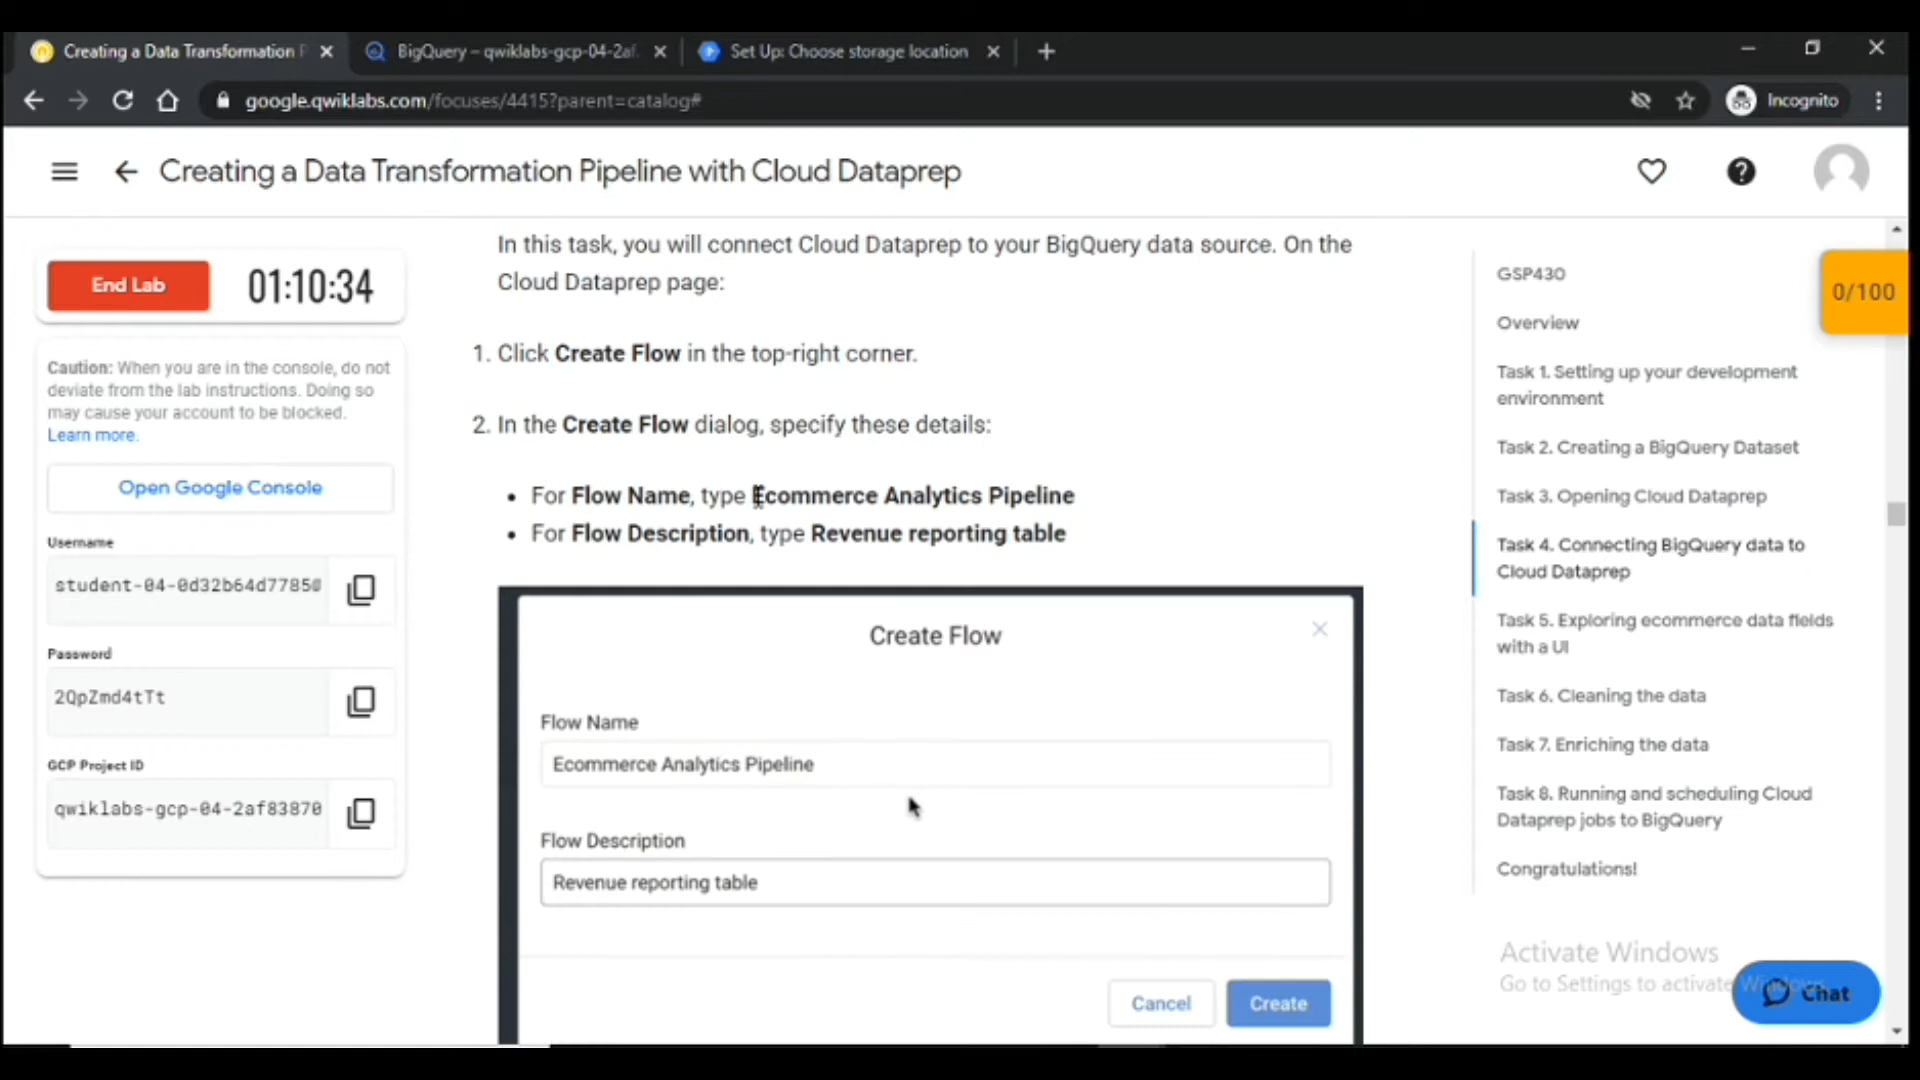 Creating a Data Transformation P
BigQuery – qwiklabs-gcp-04-2af
Set Up: Choose storage location
google.qwiklabs.com/focuses/4415?parent=catalog#
Incognito
Creating a Data Transformation Pipeline with Cloud Dataprep
End Lab
01:10:34
Caution: When you are in the console, do not
deviate from the lab instructions. Doing so
may cause your account to be blocked.
Learn more.
Open Google Console
Username
student-04-0d32b64d7785@
Password
2QpZmd4tTt
GCP Project ID
qwiklabs-gcp-04-2af83870
In this task, you will connect Cloud Dataprep to your BigQuery data source. On the
Cloud Dataprep page:
1. Click Create Flow in the top-right corner.
2. In the Create Flow dialog, specify these details:
• For Flow Name, type Ecommerce Analytics Pipeline
• For Flow Description, type Revenue reporting table
Create Flow
Flow Name
Ecommerce Analytics Pipeline
Flow Description
Revenue reporting table
Cancel
Create
GSP430
Overview
Task 1. Setting up your development
environment
Task 2. Creating a BigQuery Dataset
Task 3. Opening Cloud Dataprep
Task 4. Connecting BigQuery data to
Cloud Dataprep
Task 5. Exploring ecommerce data fields
with a UI
Task 6. Cleaning the data
Task 7. Enriching the data
Task 8. Running and scheduling Cloud
Dataprep jobs to BigQuery
Congratulations!
0/100
Activate Windows
Go to Settings to activate Windows.
Chat